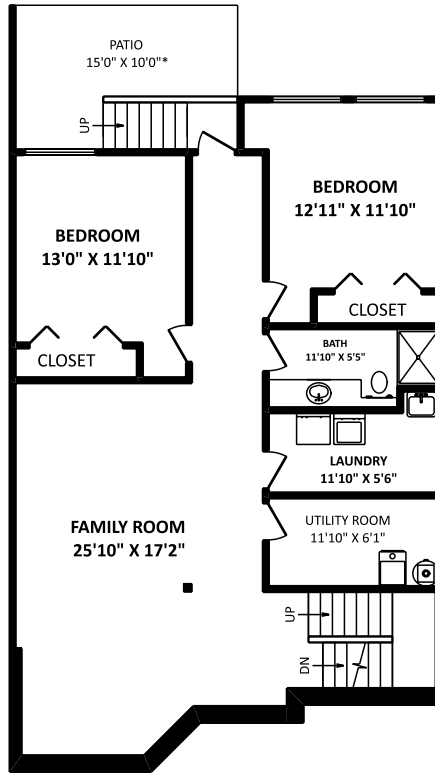 PATIO
15'0" X 10'0"*
UP
BEDROOM
12'11" X 11'10"
BEDROOM
13'0" X 11'10"
CLOSET
BATH
11'10" X 5'5"
CLOSET
LAUNDRY
11'10" X 5'6"
FAMILY ROOM
25'10" X 17'2"
UTILITY ROOM
11'10" X 6'1"
UP
DN